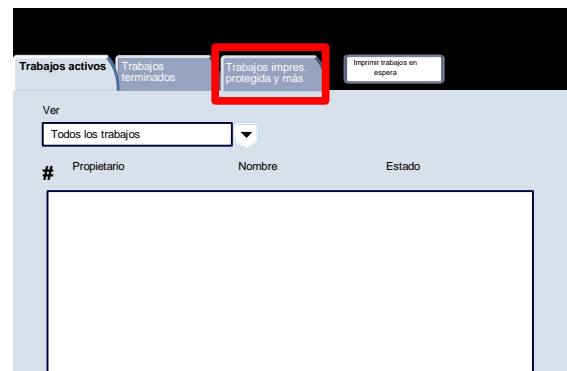 Trabajos activos
Trabajos
terminados
Trabajos impres.
protegida y más
Imprimir trabajos en
espera
Ver
Todos los trabajos
# Propietario Nombre Estado